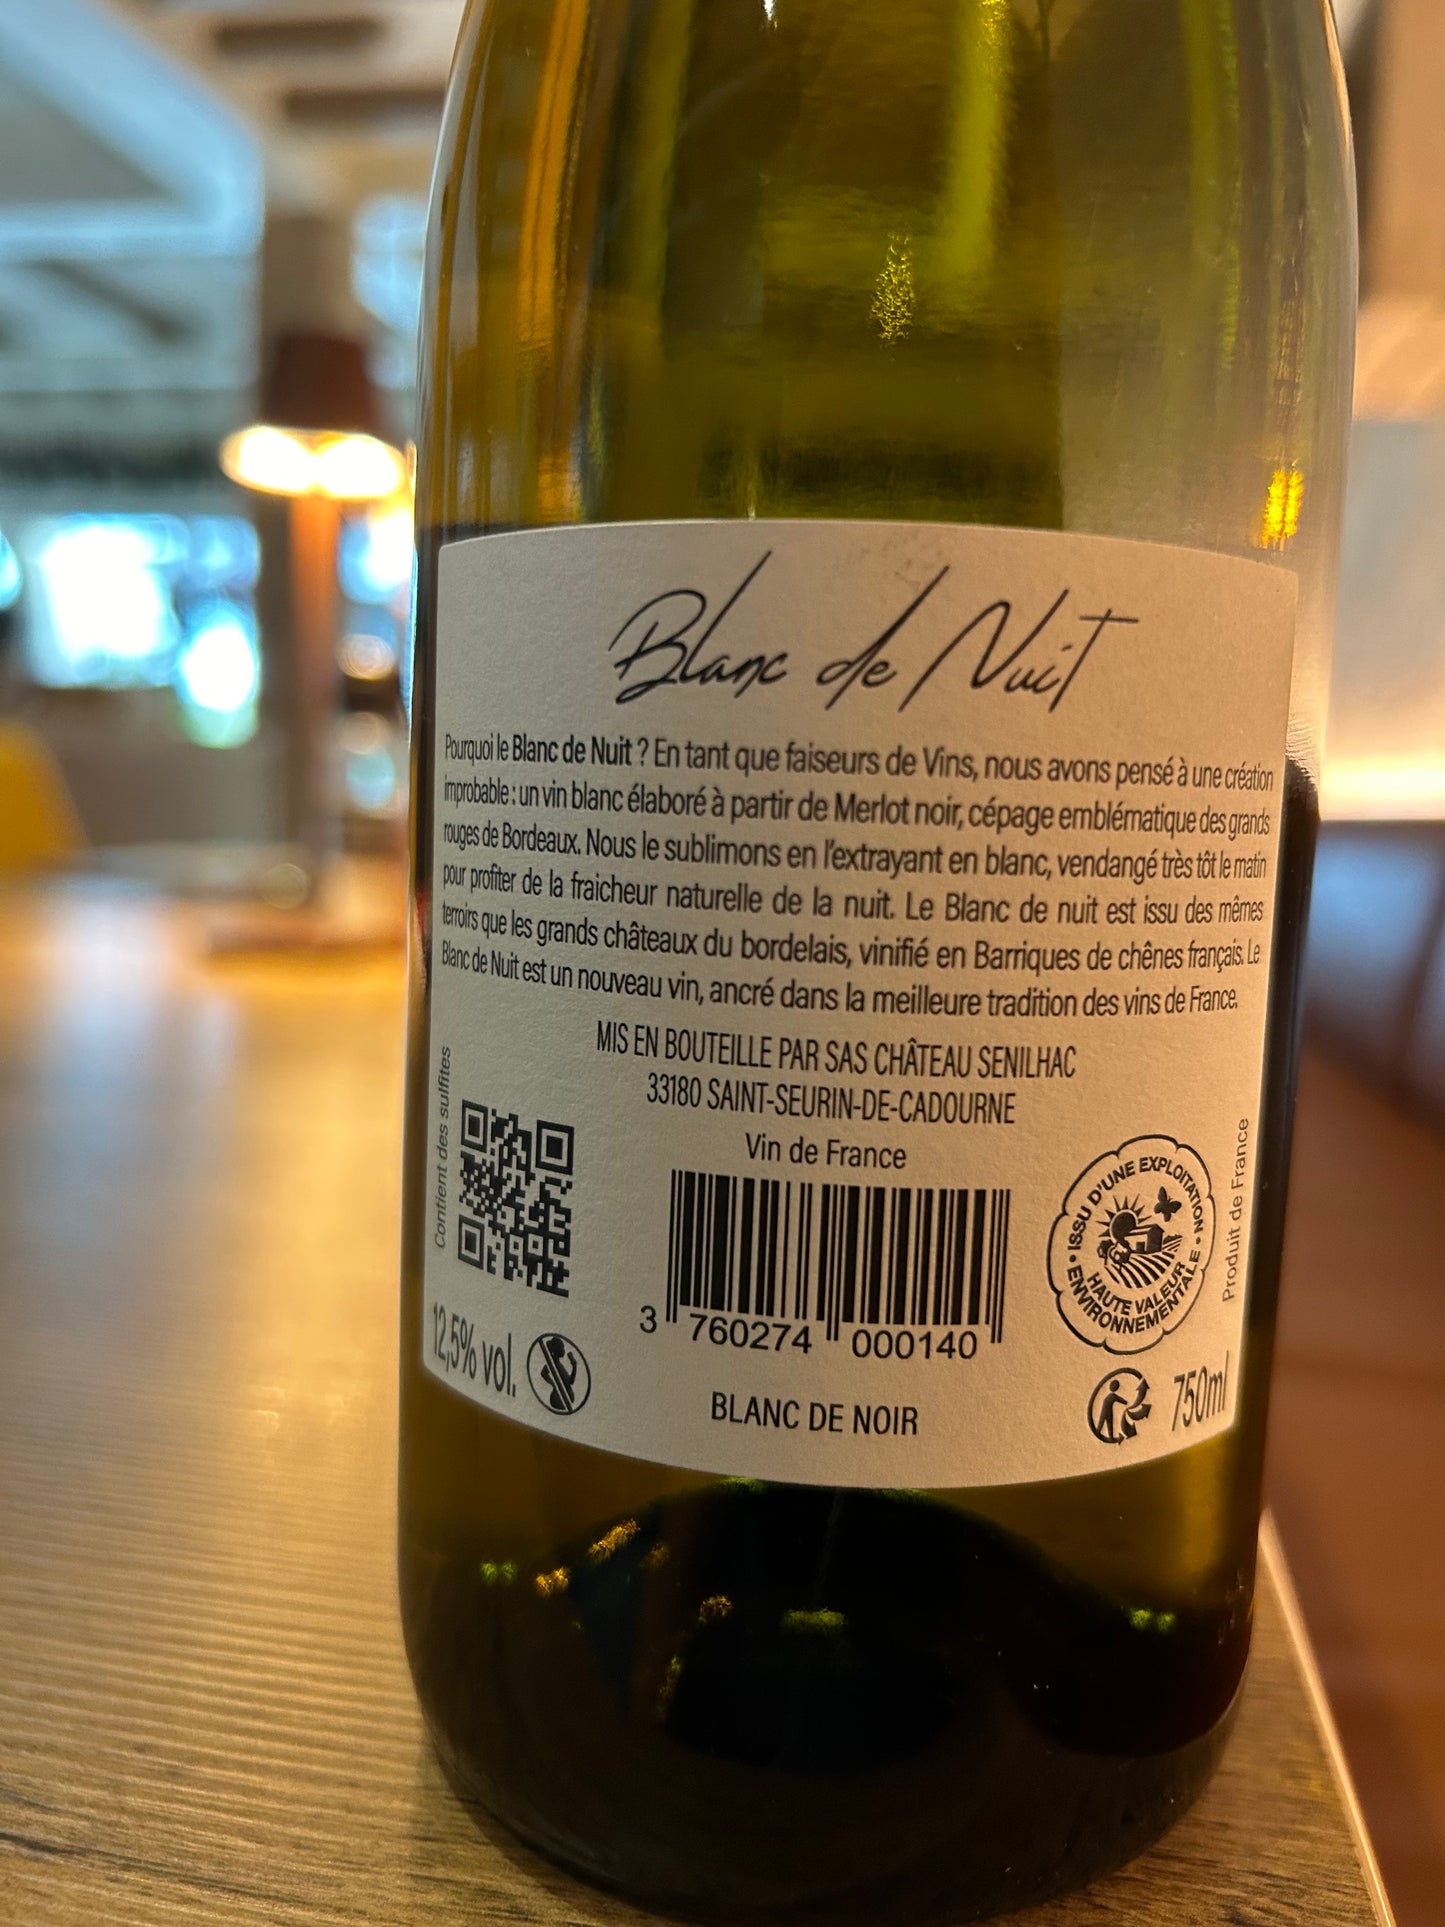 Blanc de Nuit
Pourquoi le Blanc de Nuit ? En tant que faiseurs de Vins, nous avons pensé à une création
improbable : un vin blanc élaboré à partir de Merlot noir, cépage emblématique des grands
rouges de Bordeaux. Nous le sublimons en l'extrayant en blanc, vendangé très tôt le matin
pour profiter de la fraicheur naturelle de la nuit. Le Blanc de nuit est issu des mêmes
terroirs que les grands châteaux du bordelais, vinifié en Barriques de chênes français. Le
Blanc de Nuit est un nouveau vin, ancré dans la meilleure tradition des vins de France.
MIS EN BOUTEILLE PAR SAS CHÂTEAU SENILHAC
33180 SAINT-SEURIN-DE-CADOURNE
Vin de France
Contient des sulfites
3 760274 000140
• ISSU D'UNE EXPLOITATION •
HAUTE VALEUR
ENVIRONNEMENTALE
Produit de France
12,5% vol.
BLANC DE NOIR
750ml